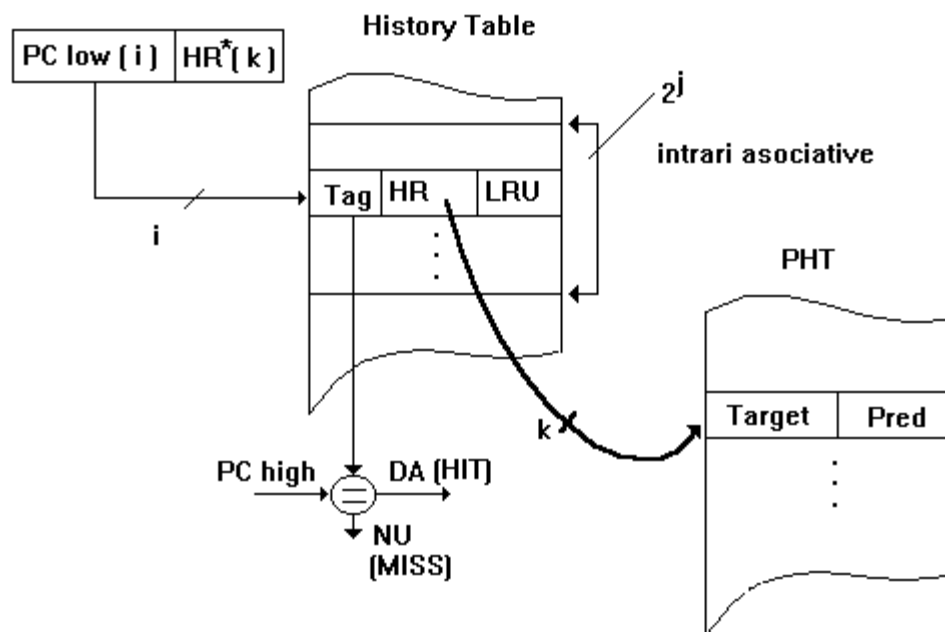 History Table
PC low (i) HR*(k)
2^j
intrari asociative
Tag HR LRU
i
PHT
Target Pred
k
PC high DA (HIT)
NU
(MISS)